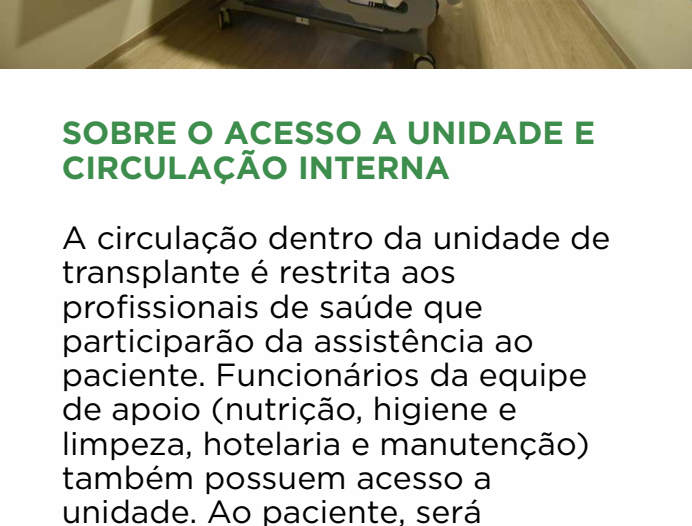 SOBRE O ACESSO A UNIDADE E
CIRCULAÇÃO INTERNA
A circulação dentro da unidade de
transplante é restrita aos
profissionais de saúde que
participarão da assistência ao
paciente. Funcionários da equipe
de apoio (nutrição, higiene e
limpeza, hotelaria e manutenção)
também possuem acesso a
unidade. Ao paciente, será